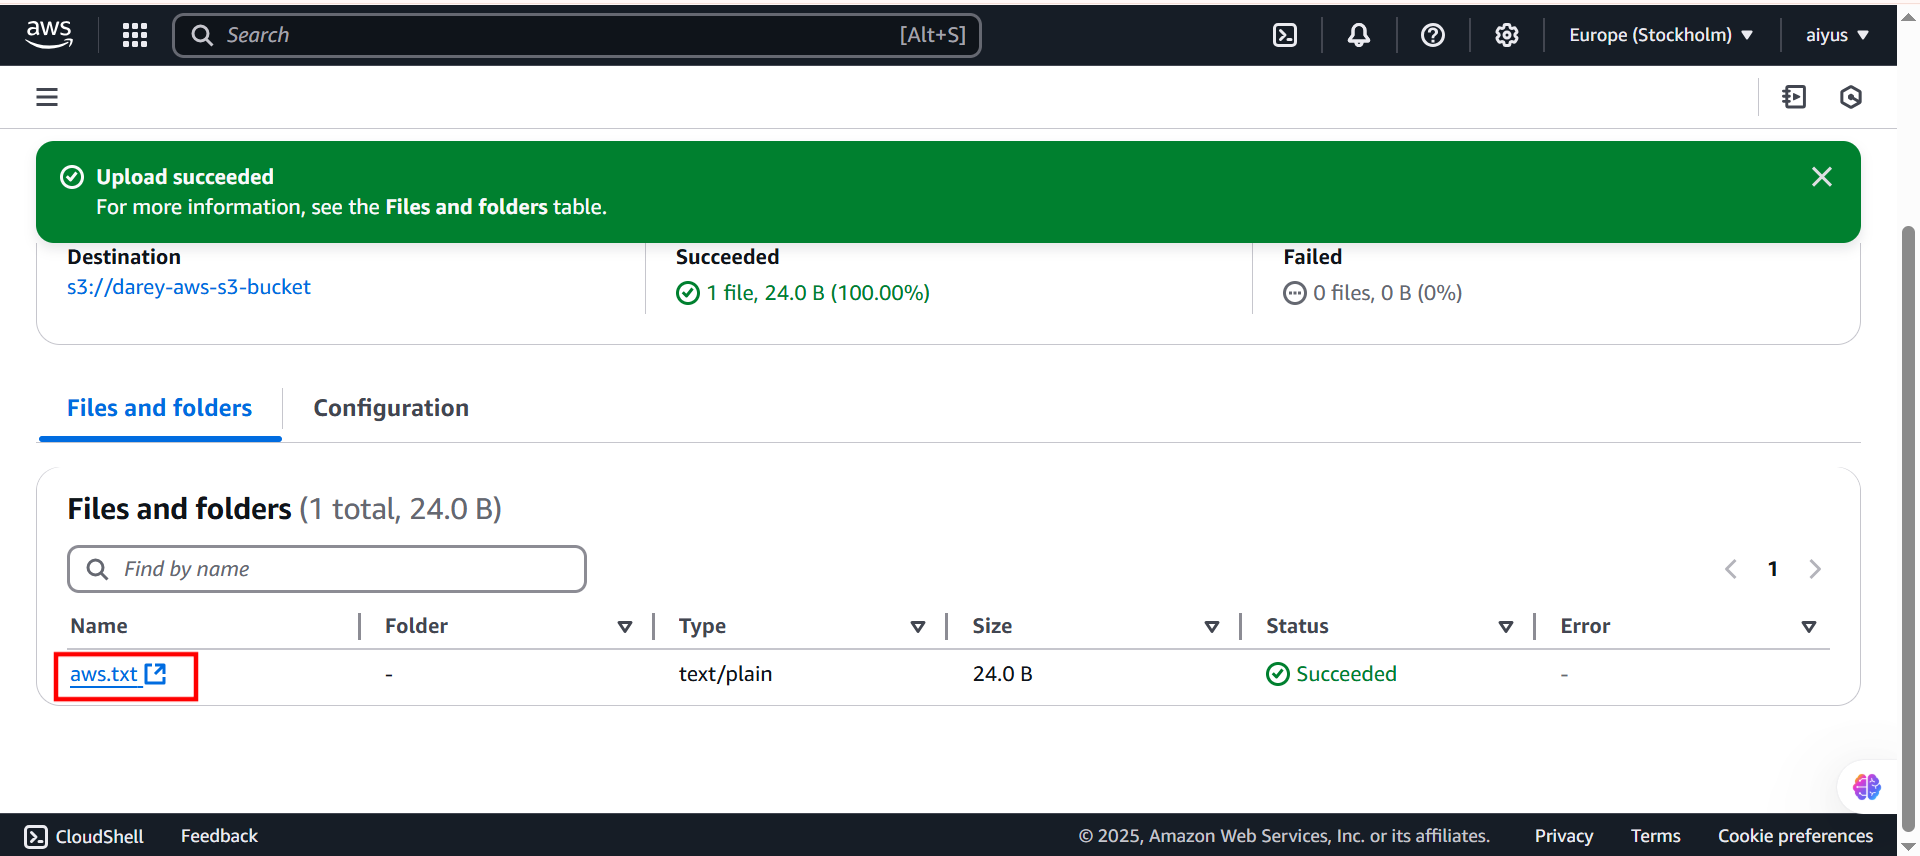 aws
Search [Alt+S]
Europe (Stockholm)
aiyus
Upload succeeded
For more information, see the Files and folders table.
Destination
s3://darey-aws-s3-bucket
Succeeded
1 file, 24.0 B (100.00%)
Failed
0 files, 0 B (0%)
Files and folders
Configuration
Files and folders (1 total, 24.0 B)
Find by name
1
Name Folder Type Size Status Error
aws.txt - text/plain 24.0 B Succeeded -
CloudShell Feedback © 2025, Amazon Web Services, Inc. or its affiliates. Privacy Terms Cookie preferences